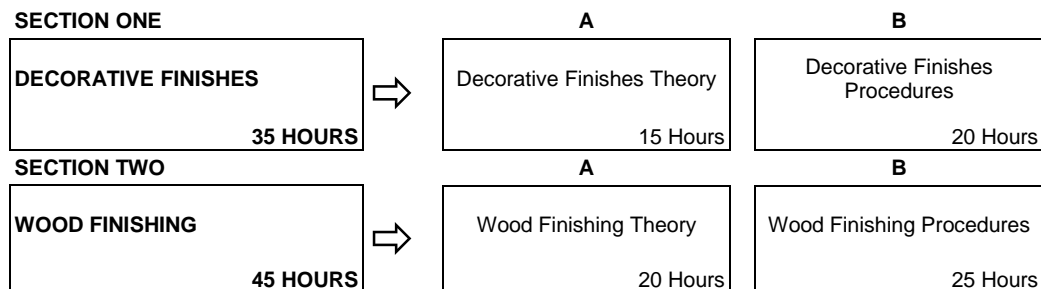 SECTION ONE A B
DECORATIVE FINISHES
35 HOURS
Decorative Finishes Theory
15 Hours
Decorative Finishes
Procedures
20 Hours
SECTION TWO A B
WOOD FINISHING
45 HOURS
Wood Finishing Theory
20 Hours
Wood Finishing Procedures
25 Hours